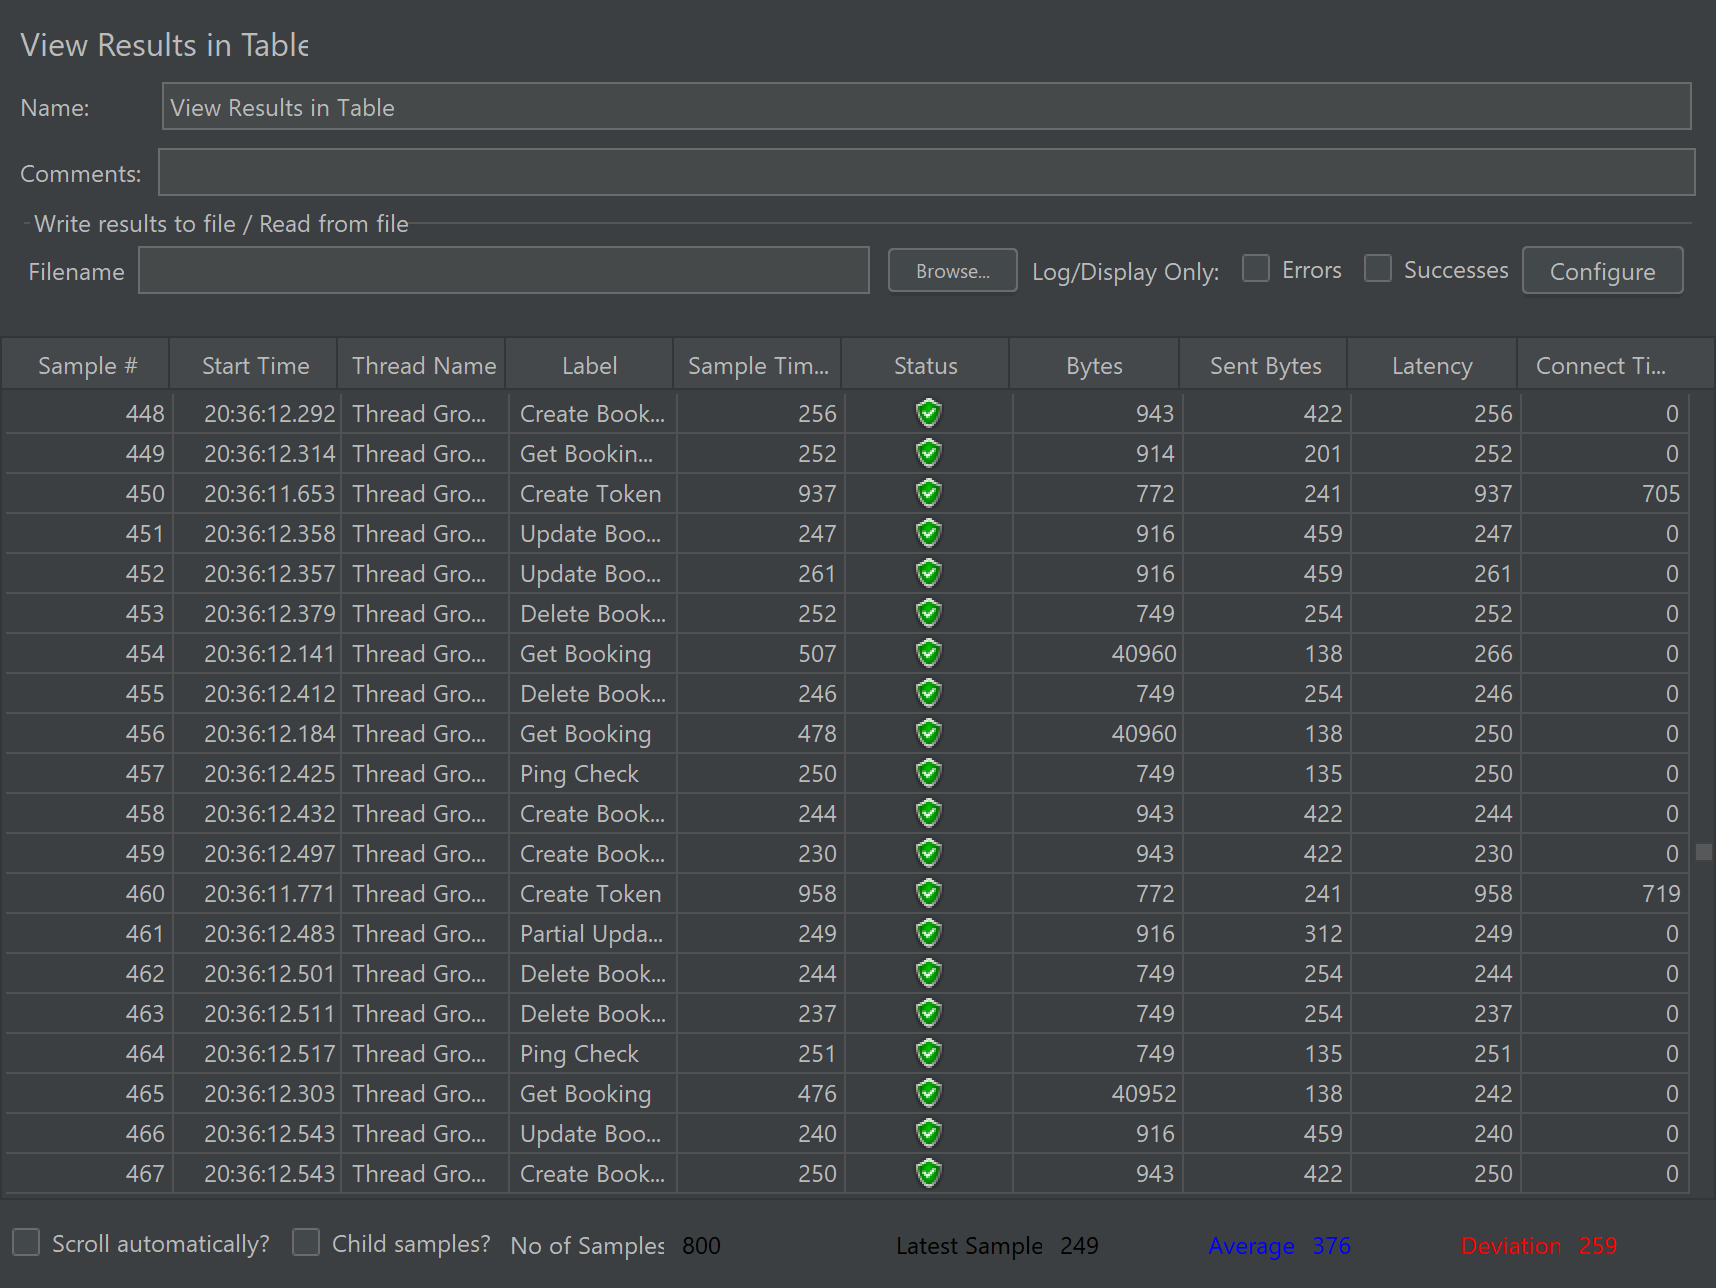 View Results in Table
Name: View Results in Table
Comments:
Write results to file / Read from file
Filename Browse... Log/Display Only: Errors Successes Configure
Sample # Start Time Thread Name Label Sample Tim... Status Bytes Sent Bytes Latency Connect Ti...
448 20:36:12.292 Thread Gro... Create Book... 256 943 422 256 0
449 20:36:12.314 Thread Gro... Get Bookin... 252 914 201 252 0
450 20:36:11.653 Thread Gro... Create Token 937 772 241 937 705
451 20:36:12.358 Thread Gro... Update Boo... 247 916 459 247 0
452 20:36:12.357 Thread Gro... Update Boo... 261 916 459 261 0
453 20:36:12.379 Thread Gro... Delete Book... 252 749 254 252 0
454 20:36:12.141 Thread Gro... Get Booking 507 40960 138 266 0
455 20:36:12.412 Thread Gro... Delete Book... 246 749 254 246 0
456 20:36:12.184 Thread Gro... Get Booking 478 40960 138 250 0
457 20:36:12.425 Thread Gro... Ping Check 250 749 135 250 0
458 20:36:12.432 Thread Gro... Create Book... 244 943 422 244 0
459 20:36:12.497 Thread Gro... Create Book... 230 943 422 230 0
460 20:36:11.771 Thread Gro... Create Token 958 772 241 958 719
461 20:36:12.483 Thread Gro... Partial Upda... 249 916 312 249 0
462 20:36:12.501 Thread Gro... Delete Book... 244 749 254 244 0
463 20:36:12.511 Thread Gro... Delete Book... 237 749 254 237 0
464 20:36:12.517 Thread Gro... Ping Check 251 749 135 251 0
465 20:36:12.303 Thread Gro... Get Booking 476 40952 138 242 0
466 20:36:12.543 Thread Gro... Update Boo... 240 916 459 240 0
467 20:36:12.543 Thread Gro... Create Book... 250 943 422 250 0
Scroll automatically? Child samples? No of Samples 800 Latest Sample 249 Average 376 Deviation 259